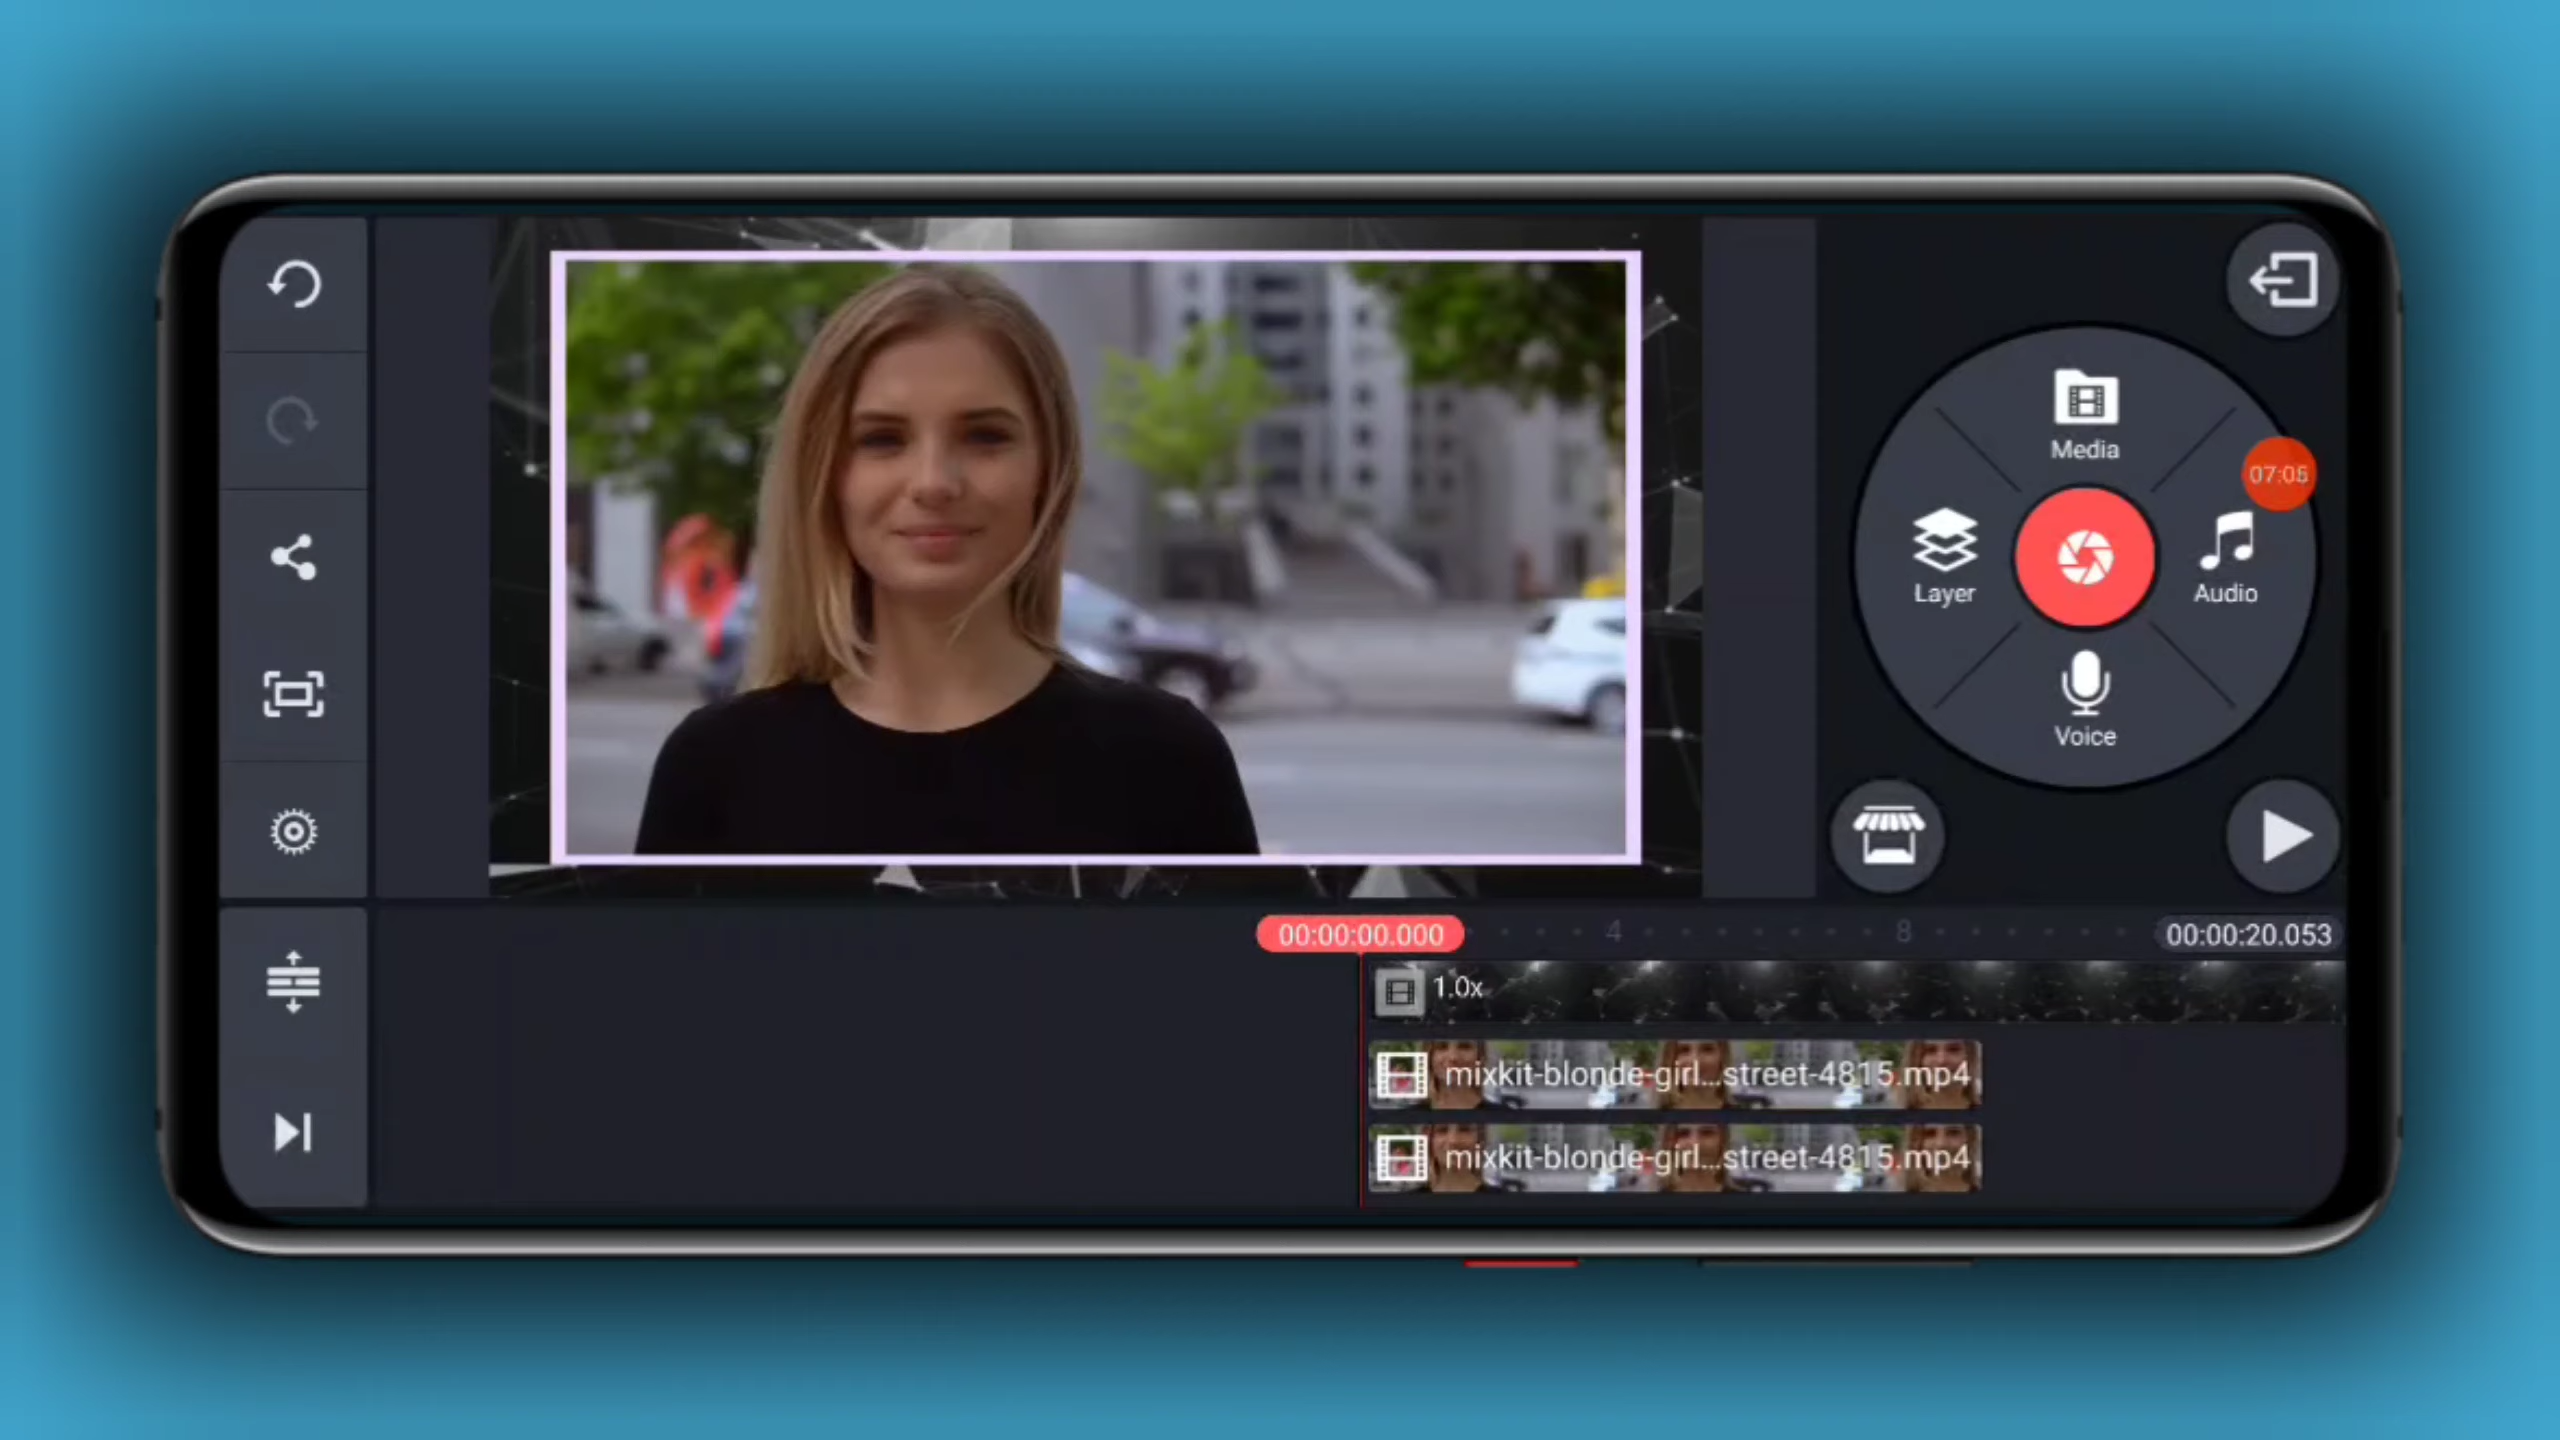 Media
07:05
Layer
Audio
Voice
00:00:00.000
4
8
00:00:20.053
1.0x
mixkit-blonde-girl...street-4815.mp4
mixkit-blonde-girl...street-4815.mp4